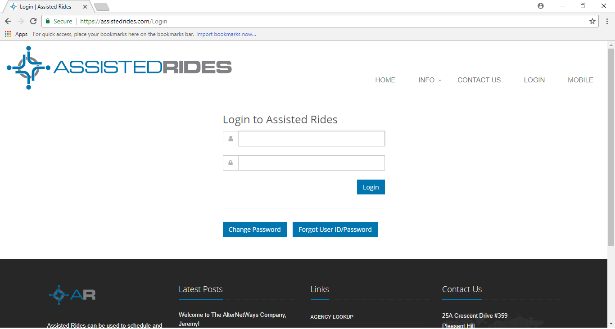 Login | Assisted Rides
Secure | https://assistedrides.com/Login
Apps For quick access, place your bookmarks here on the bookmarks bar. Import bookmarks now...
ASSISTEDRIDES
HOME INFO CONTACT US LOGIN MOBILE
Login to Assisted Rides
Login
Change Password Forgot User ID/Password
AR
Latest Posts Links Contact Us
Welcome to The AlterNetWays Company, AGENCY LOOKUP 25A Crescent Drive #359
Jeremy! Pleasant Hill
Assisted Rides can be used to schedule and